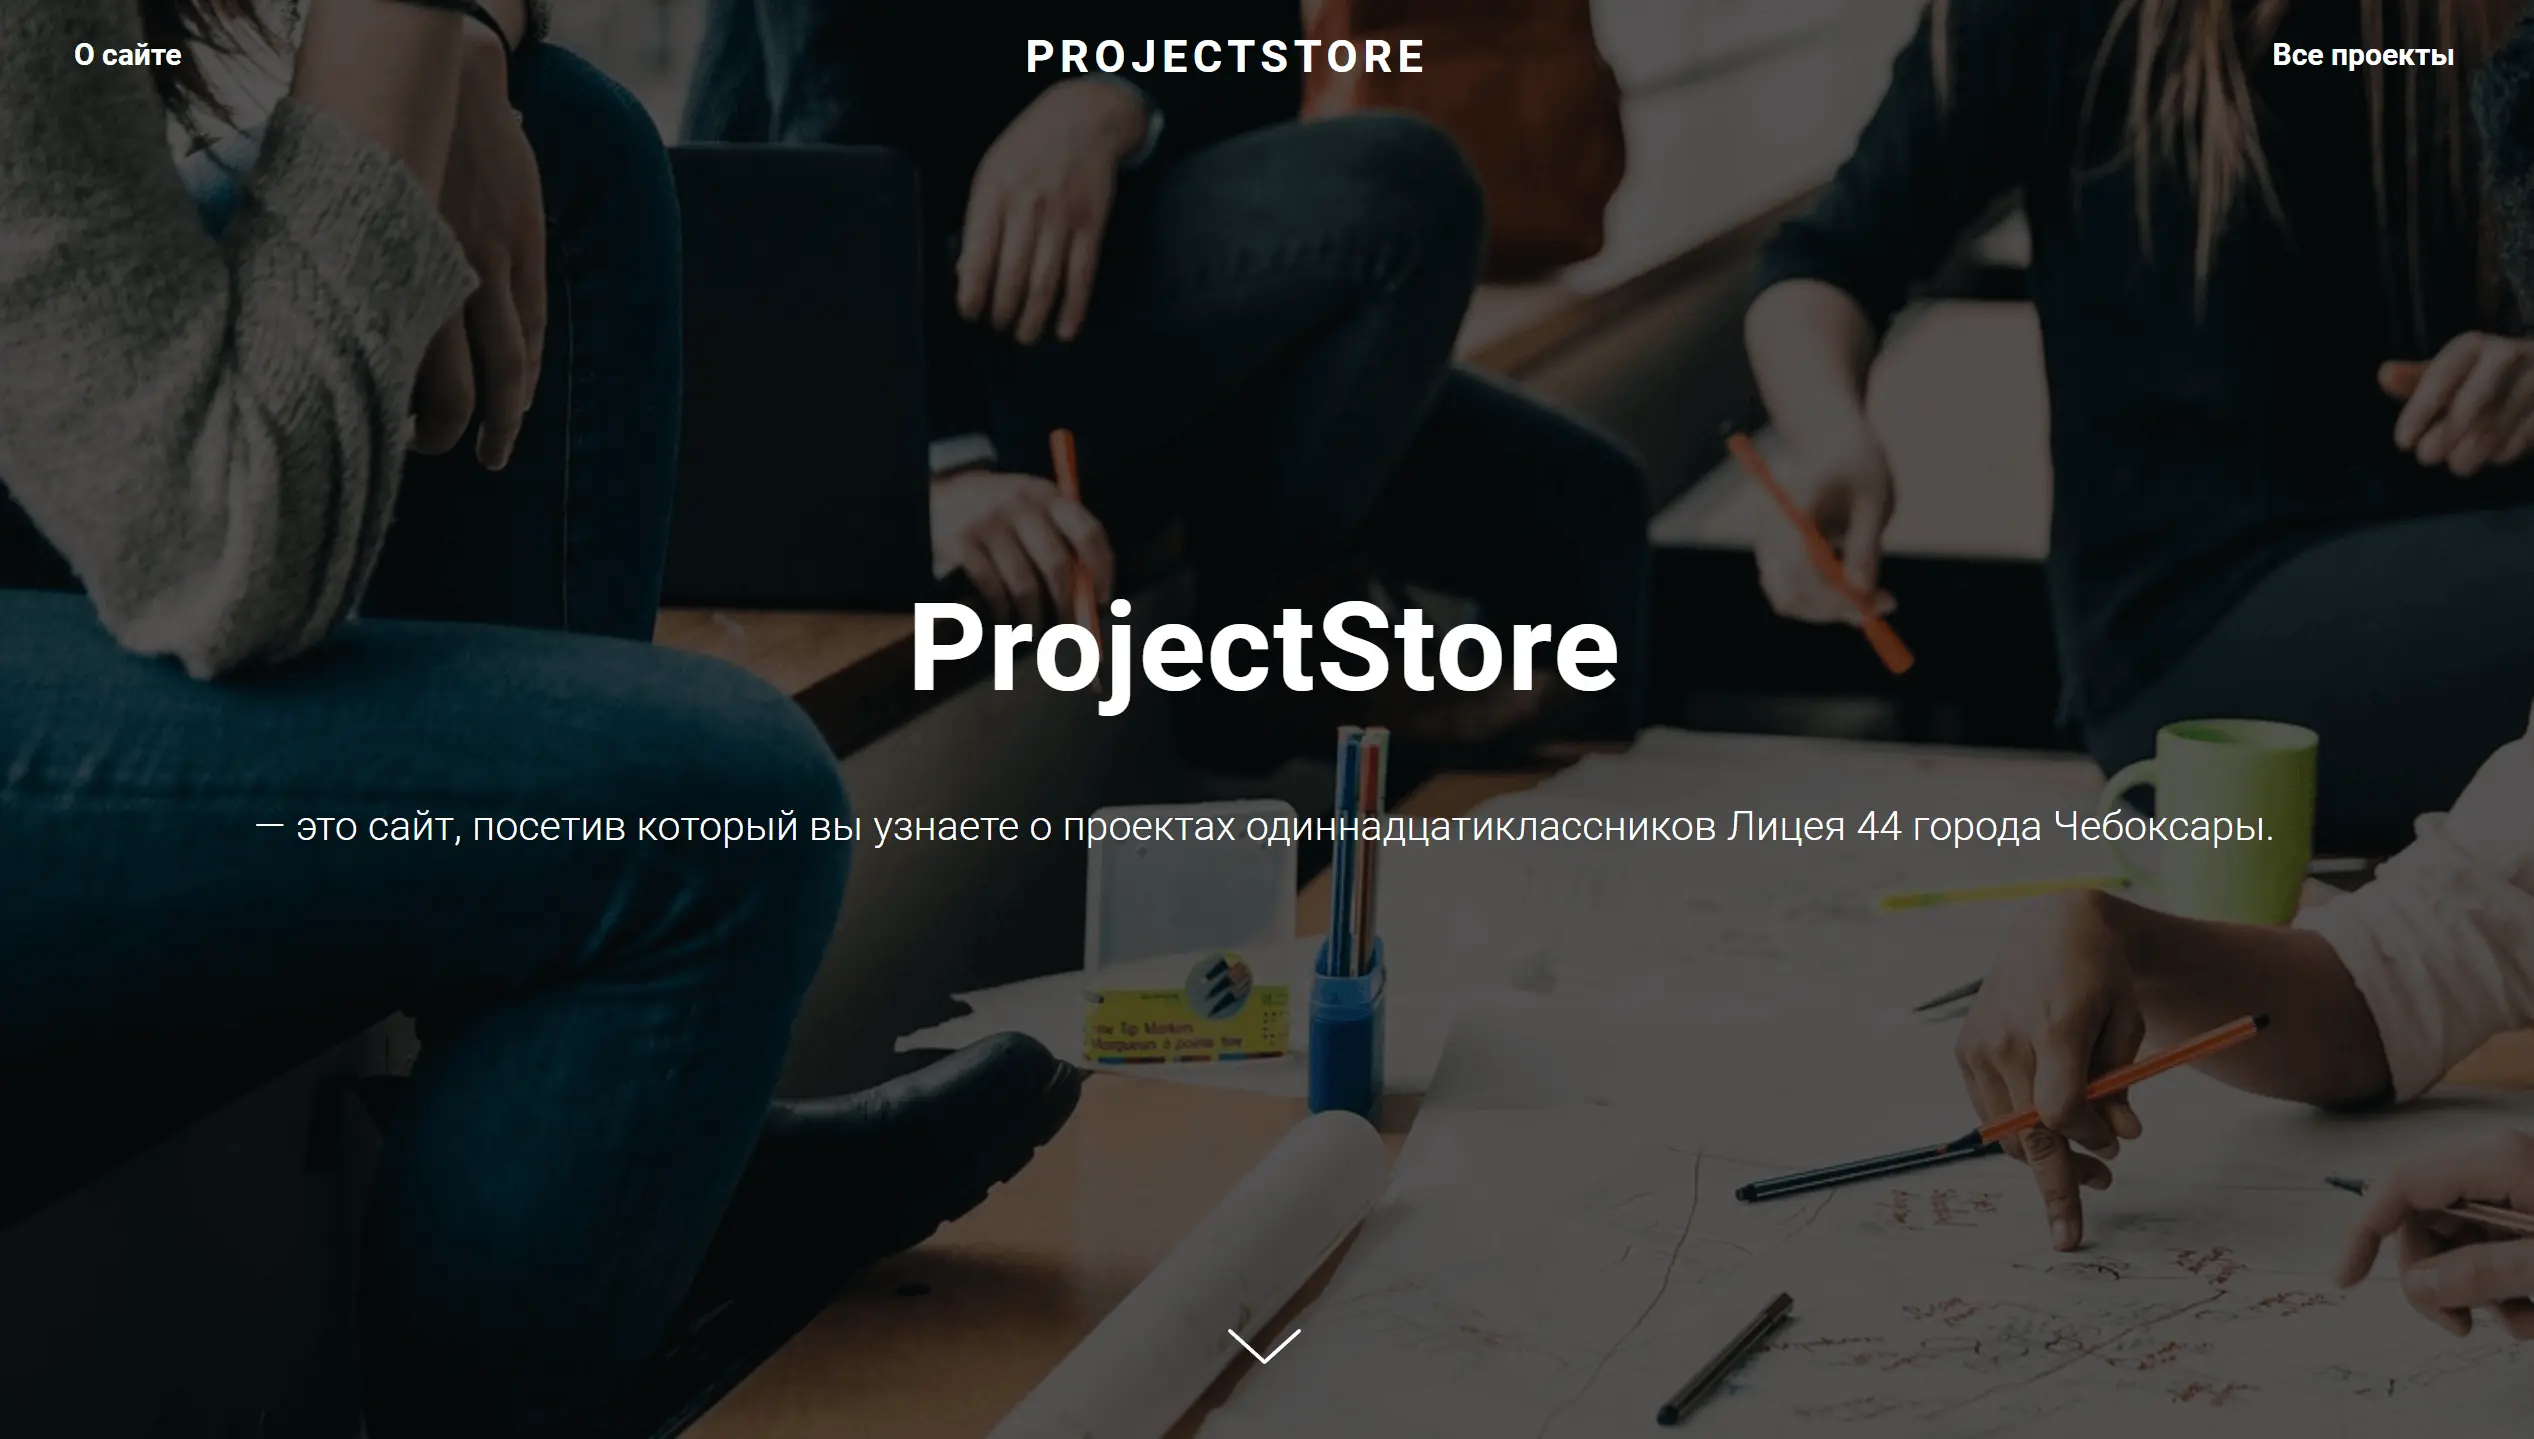 О сайте
PROJECTSTORE
Все проекты
ProjectStore
— это сайт, посетив который вы узнаете о проектах одиннадцатиклассников Лицея 44 города Чебоксары.
Tip Markers
Marqueurs à pointe fine